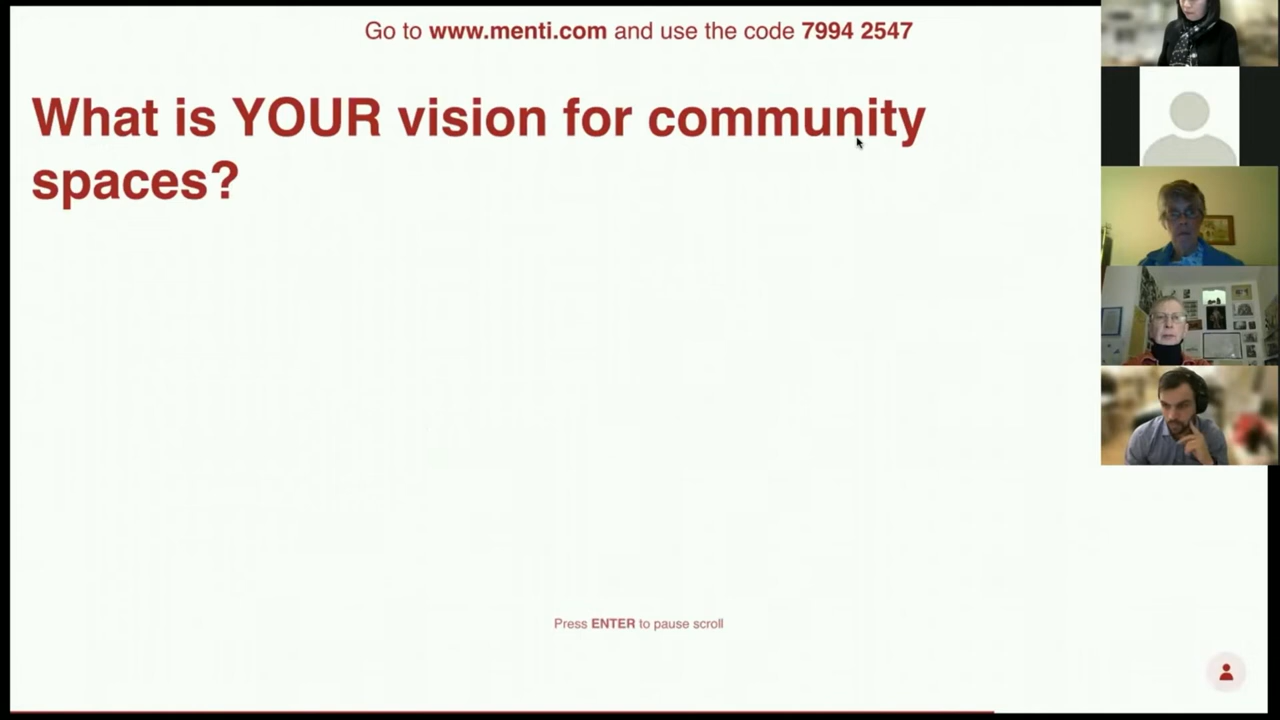 Go to www.menti.com and use the code 7994 2547
What is YOUR vision for community
spaces?
Press ENTER to pause scroll